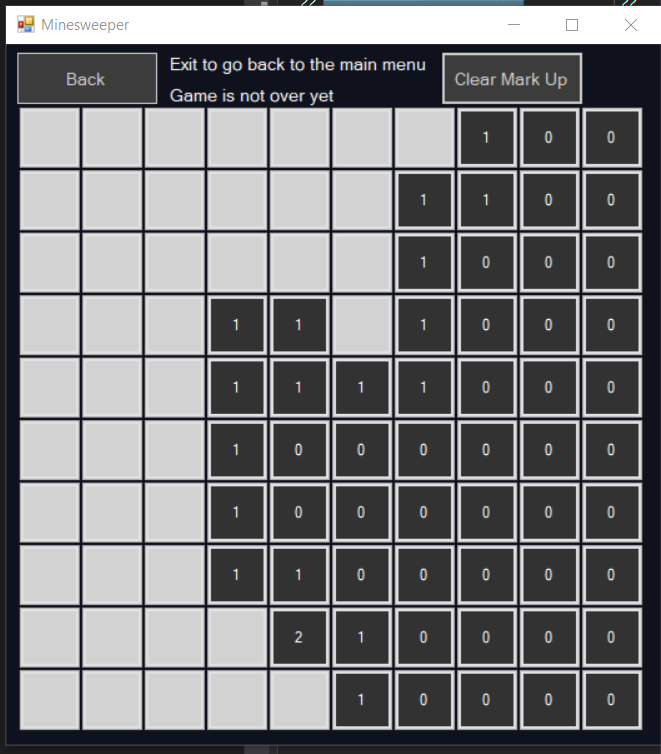 Minesweeper
Back
Exit to go back to the main menu
Game is not over yet
Clear Mark Up
1 0 0
1 1 0 0
1 0 0 0
1 1 1 0 0 0
1 1 1 1 0 0 0
1 0 0 0 0 0 0
1 0 0 0 0 0 0
1 1 0 0 0 0 0
2 1 0 0 0 0
1 0 0 0 0